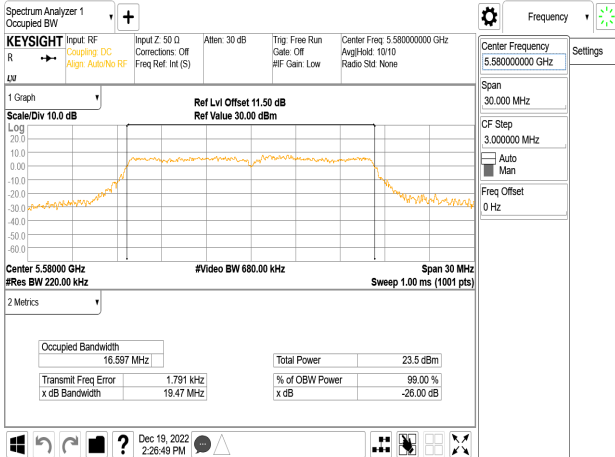 Spectrum Analyzer 1
Occupied BW
Frequency
KEYSIGHT Input: RF Input Z: 50 Ω Atten: 30 dB Trig: Free Run Center Freq: 5.580000000 GHz
R Coupling: DC Corrections: Off Gate: Off Avg|Hold: 10/10
Align: Auto/No RF Freq Ref: Int (S) #IF Gain: Low Radio Std: None
LXI
Center Frequency
5.580000000 GHz
Settings
Span
30.000 MHz
CF Step
3.000000 MHz
Auto
Man
Freq Offset
0 Hz
1 Graph
Ref Lvl Offset 11.50 dB
Scale/Div 10.0 dB Ref Value 30.00 dBm
Log
20.0
10.0
0.00
-10.0
-20.0
-30.0
-40.0
-50.0
-60.0
Center 5.58000 GHz #Video BW 680.00 kHz Span 30 MHz
#Res BW 220.00 kHz Sweep 1.00 ms (1001 pts)
2 Metrics
Occupied Bandwidth
16.597 MHz Total Power 23.5 dBm
Transmit Freq Error 1.791 kHz % of OBW Power 99.00 %
x dB Bandwidth 19.47 MHz x dB -26.00 dB
? Dec 19, 2022
2:26:49 PM